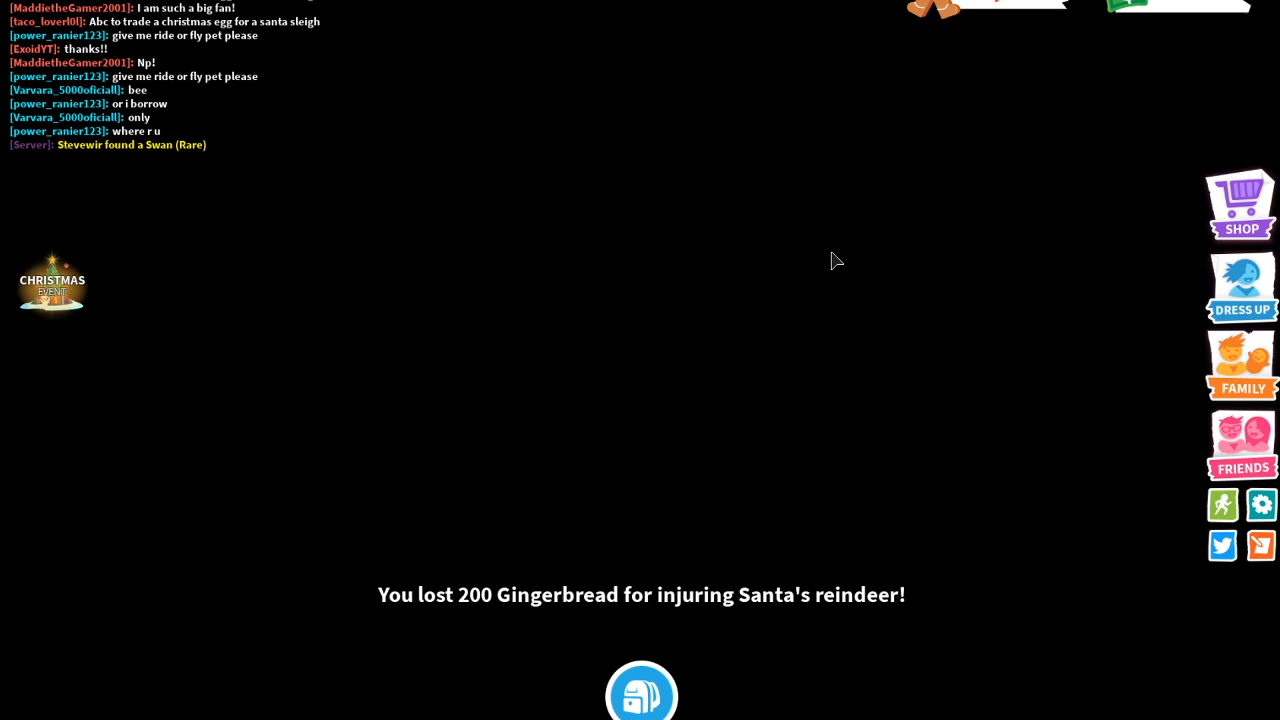 [MaddietheGamer2001]: I am such a big fan!
[taco_loverl0l]: Abc to trade a christmas egg for a santa sleigh
[power_ranier123]: give me ride or fly pet please
[ExoidYT]: thanks!!
[MaddietheGamer2001]: Np!
[power_ranier123]: give me ride or fly pet please
[Varvara_5000oficiall]: bee
[power_ranier123]: or i borrow
[Varvara_5000oficiall]: only
[power_ranier123]: where r u
[Server]: Stevewir found a Swan (Rare)
CHRISTMAS
EVENT
SHOP
DRESS UP
FAMILY
FRIENDS
You lost 200 Gingerbread for injuring Santa's reindeer!